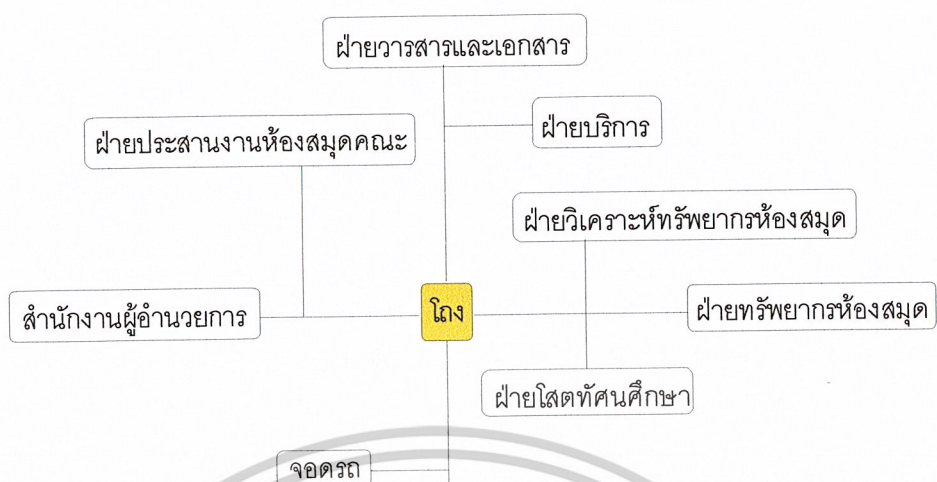 ฝ่ายวารสารและเอกสาร
ฝ่ายบริการ
ฝ่ายประสานงานห้องสมุดคณะ
ฝ่ายวิเคราะห์ทรัพยากรห้องสมุด
สำนักงานผู้อำนวยการ
โถง
ฝ่ายทรัพยากรห้องสมุด
ฝ่ายโสตทัศนศึกษา
จอดรถ